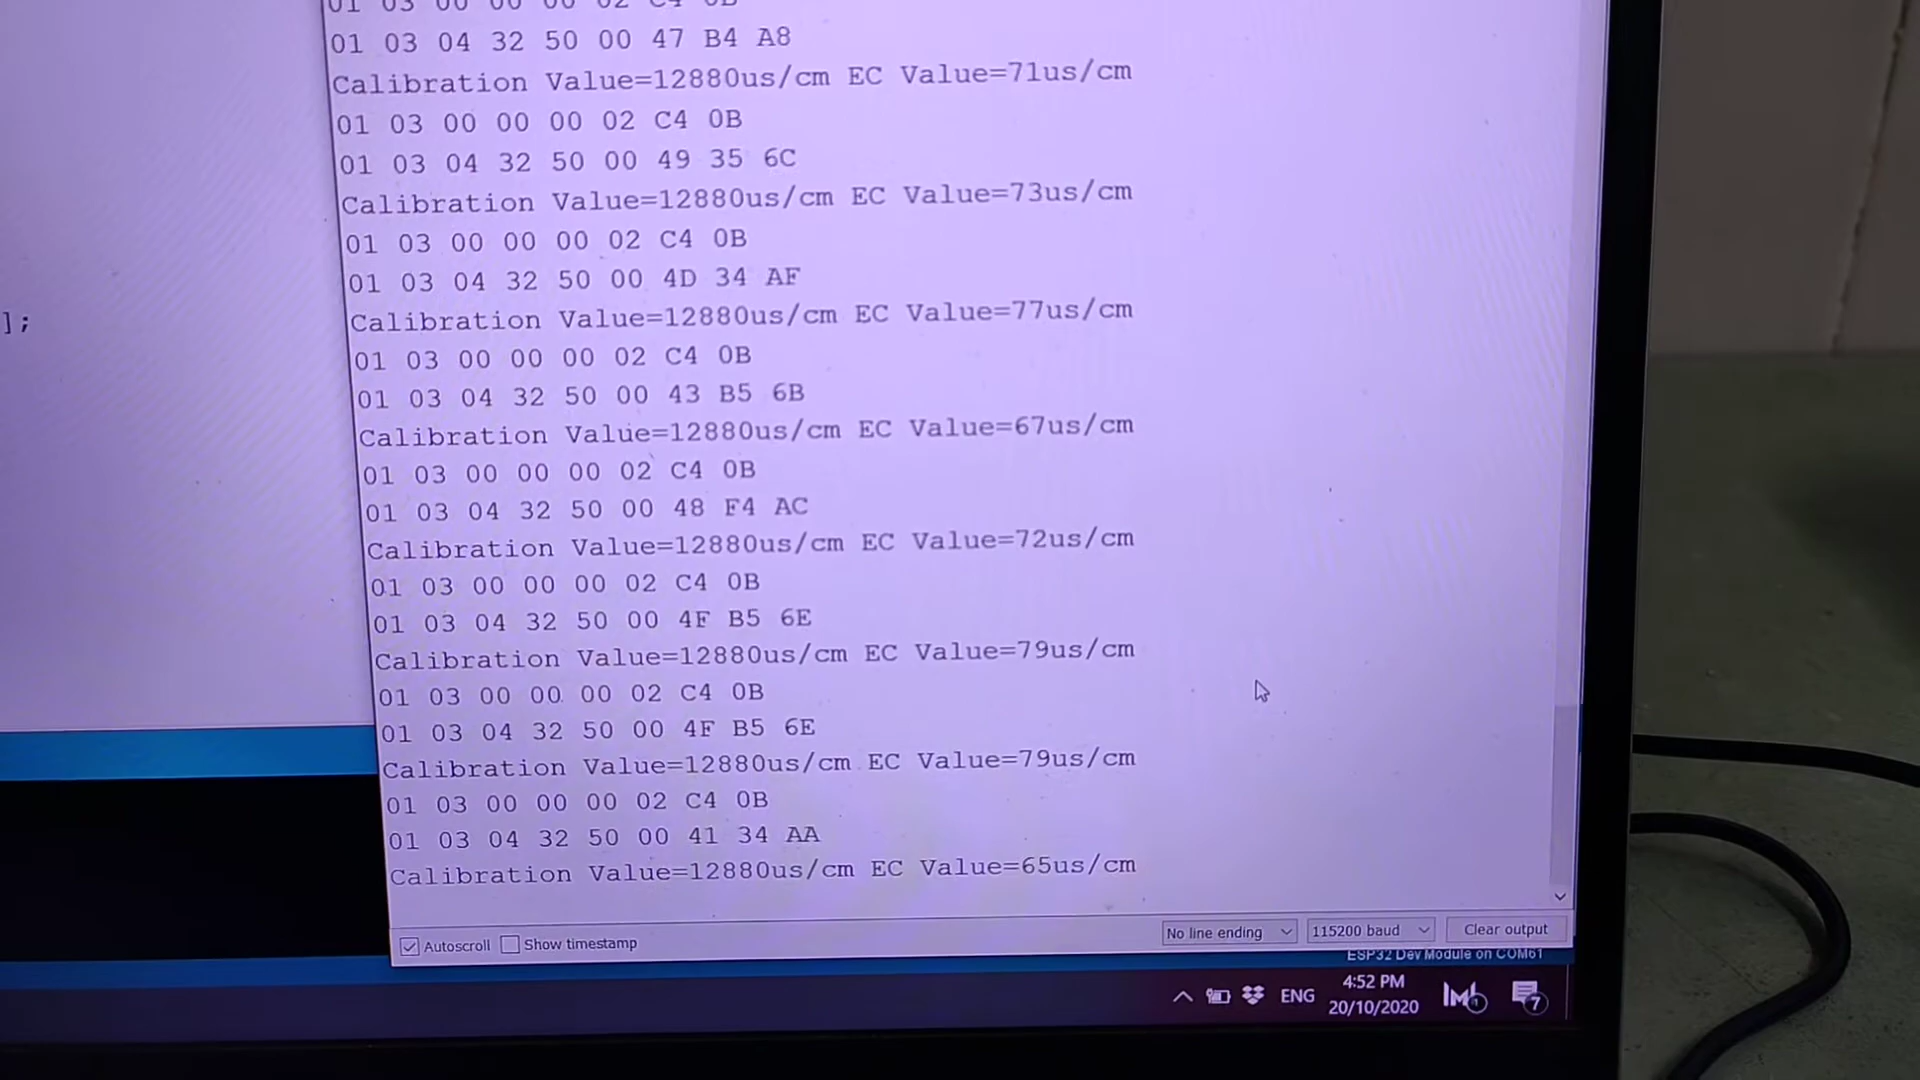 01 03 00 00 00 02 C4 0B
01 03 04 32 50 00 47 B4 A8
Calibration Value=12880us/cm EC Value=71us/cm
01 03 00 00 00 02 C4 0B
01 03 04 32 50 00 49 35 6C
Calibration Value=12880us/cm EC Value=73us/cm
01 03 00 00 00 02 C4 0B
01 03 04 32 50 00 4D 34 AF
Calibration Value=12880us/cm EC Value=77us/cm
];
01 03 00 00 00 02 C4 0B
01 03 04 32 50 00 43 B5 6B
Calibration Value=12880us/cm EC Value=67us/cm
01 03 00 00 00 02 C4 0B
01 03 04 32 50 00 48 F4 AC
Calibration Value=12880us/cm EC Value=72us/cm
01 03 00 00 00 02 C4 0B
01 03 04 32 50 00 4F B5 6E
Calibration Value=12880us/cm EC Value=79us/cm
01 03 00 00 00 02 C4 0B
01 03 04 32 50 00 4F B5 6E
Calibration Value=12880us/cm EC Value=79us/cm
01 03 00 00 00 02 C4 0B
01 03 04 32 50 00 41 34 AA
Calibration Value=12880us/cm EC Value=65us/cm
Autoscroll Show timestamp No line ending 115200 baud Clear output
ESP32 Dev Module on COM61
ENG 4:52 PM
20/10/2020
7